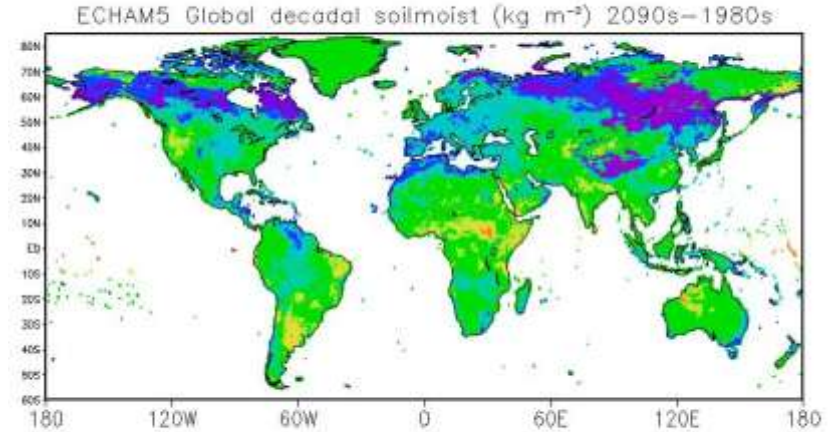 ECHAM5 Global decadal soilmoist (kg m⁻²) 2090s−1980s
80N
70N
60N
50N
40N
30N
20N
10N
EQ
10S
20S
30S
40S
50S
60S
180 120W 60W 0 60E 120E 180